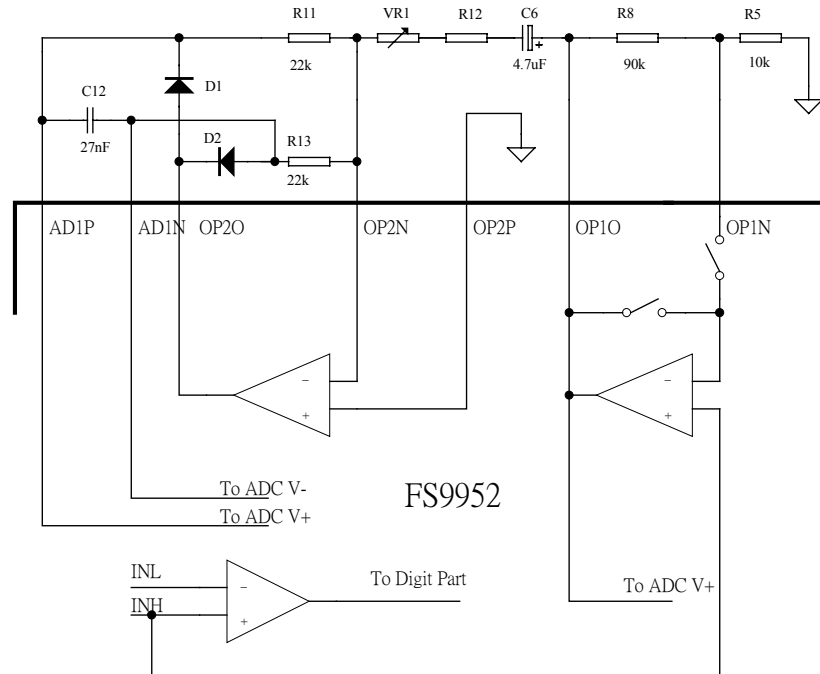 R11
VR1
R12
C6
R8
R5
22k
4.7uF
+
90k
10k
C12
D1
27nF
D2
R13
22k
AD1P
AD1N
OP2O
OP2N
OP2P
OP1O
OP1N
−
+
−
+
To ADC V-
To ADC V+
FS9952
INL
INH
−
+
To Digit Part
To ADC V+